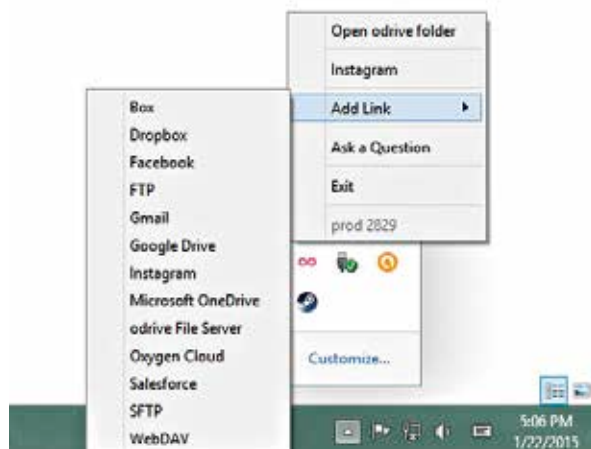 Open odrive folder
Instagram
Add Link
Ask a Question
Exit
prod 2829
Box
Dropbox
Facebook
FTP
Gmail
Google Drive
Instagram
Microsoft OneDrive
odrive File Server
Oxygen Cloud
Salesforce
SFTP
WebDAV
Customize...
5:06 PM
1/22/2015